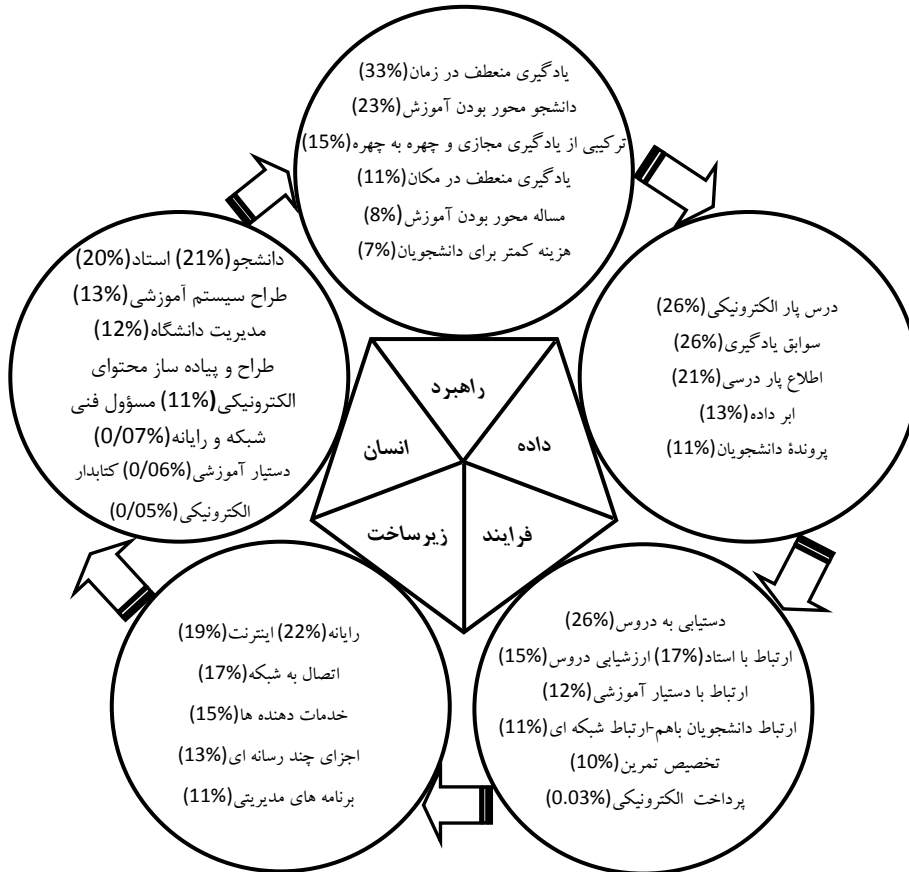 یادگیری منعطف در زمان(33%)
دانشجو محور بودن آموزش(23%)
ترکیبی از یادگیری مجازی و چهره به چهره(15%)
یادگیری منعطف در مکان(11%)
مساله محور بودن آموزش(8%)
هزینه کمتر برای دانشجویان(7%)
درس پار الکترونیکی(26%)
سوابق یادگیری(26%)
اطلاع پار درسی(21%)
ابر داده(13%)
پروندۀ دانشجویان(11%)
دستیابی به دروس(26%)
ارتباط با استاد(17%) ارزشیابی دروس(15%)
ارتباط با دستیار آموزشی(12%)
ارتباط دانشجویان باهم-ارتباط شبکه ای(11%)
تخصیص تمرین(10%)
پرداخت الکترونیکی(0.03%)
رایانه(22%) اینترنت(19%)
اتصال به شبکه(17%)
خدمات دهنده ها(15%)
اجزای چند رسانه ای(13%)
برنامه های مدیریتی(11%)
دانشجو(21%) استاد(20%)
طراح سیستم آموزشی(13%)
مدیریت دانشگاه(12%)
طراح و پیاده ساز محتوای
الکترونیکی(11%) مسؤول فنی
شبکه و رایانه(0/07%)
دستیار آموزشی(0/06%) کتابدار
الکترونیکی(0/05%)
راهبرد
داده
فرایند
زیرساخت
انسان